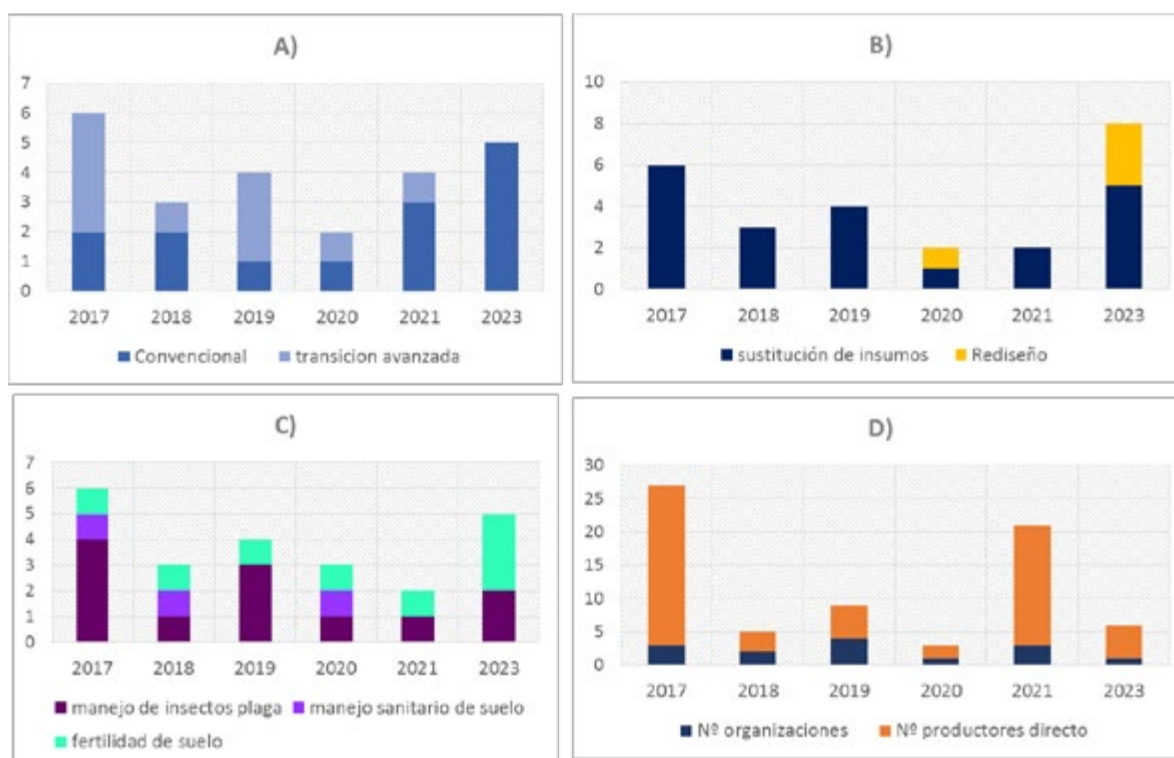 A)
7
6
5
4
3
2
1
0
2017 2018 2019 2020 2021 2023
Convencional transicion avanzada
B)
10
8
6
4
2
0
2017 2018 2019 2020 2021 2023
sustitución de insumos Rediseño
C)
7
6
5
4
3
2
1
0
2017 2018 2019 2020 2021 2023
manejo de insectos plaga manejo sanitario de suelo
fertilidad de suelo
D)
30
25
20
15
10
5
0
2017 2018 2019 2020 2021 2023
Nº organizaciones Nº productores directo